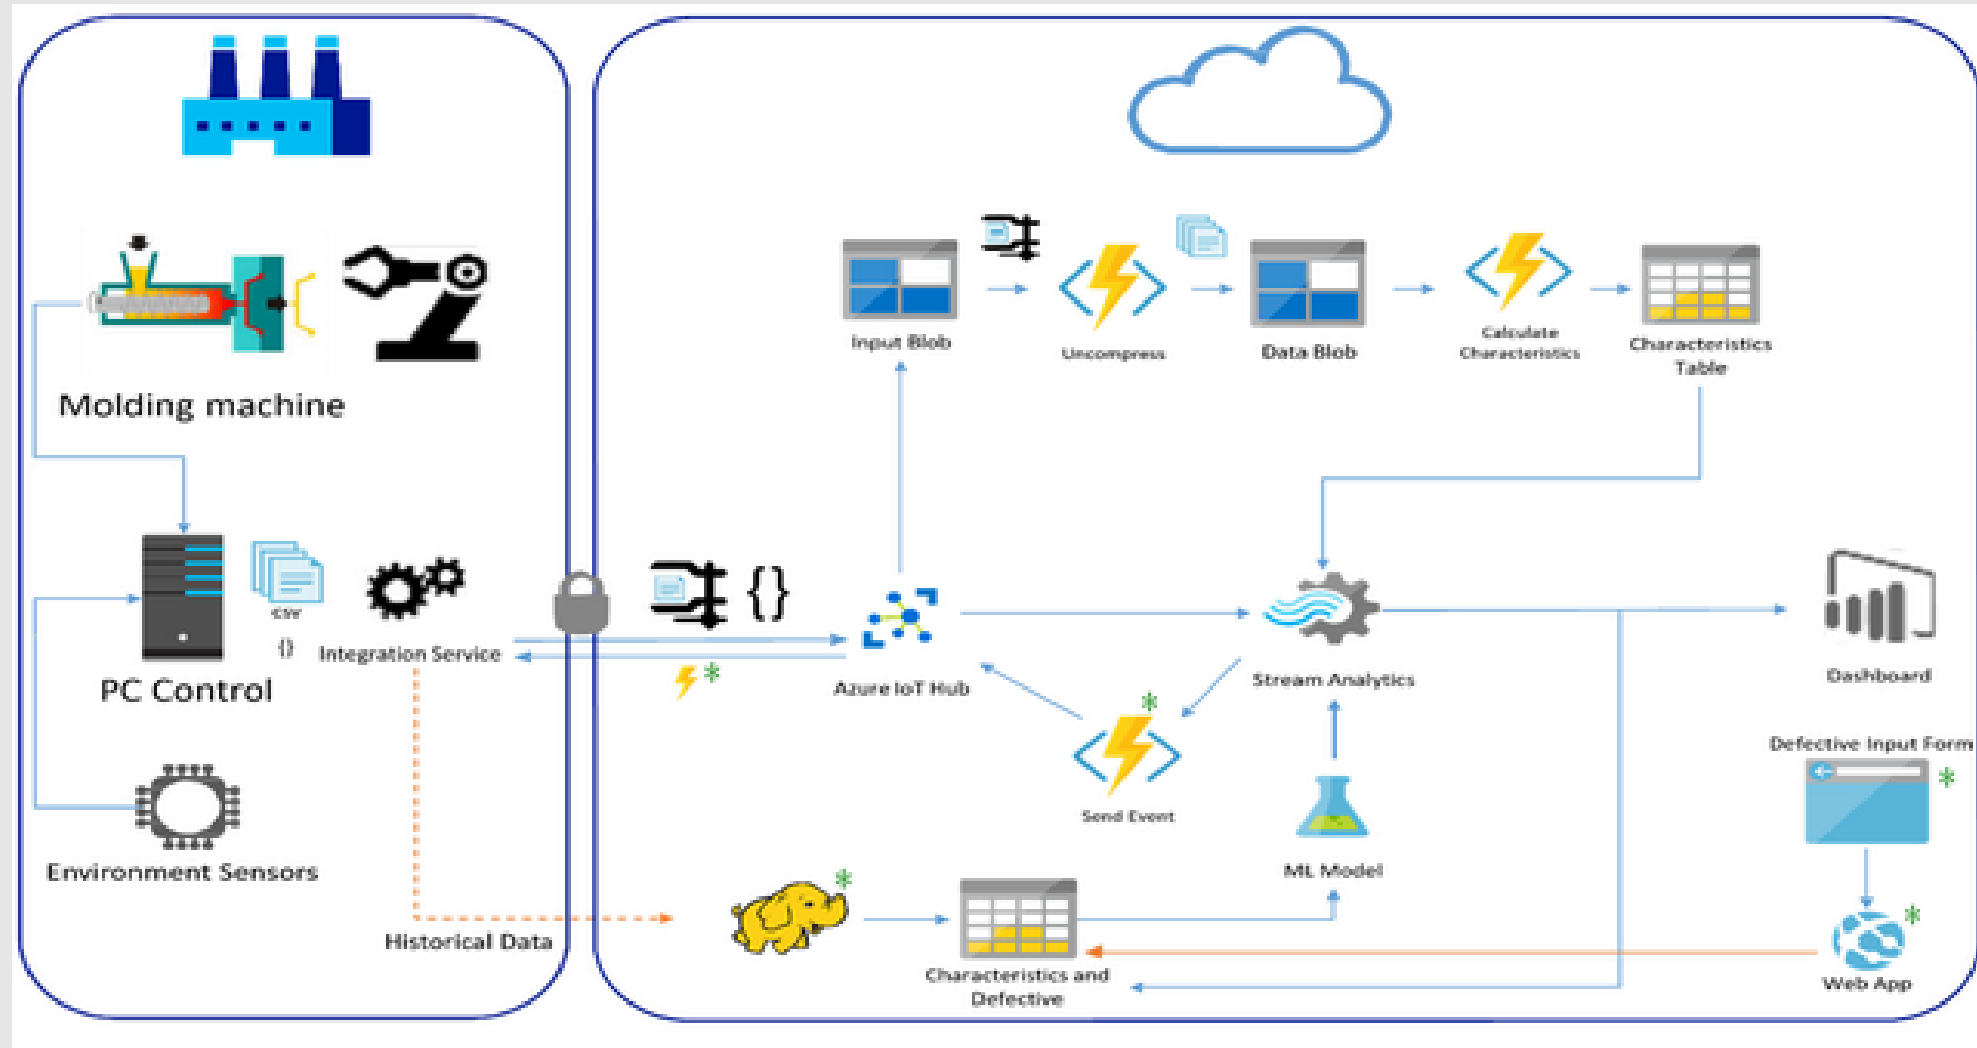 Molding machine
CSV
{}
Integration Service
PC Control
Environment Sensors
Historical Data
Input Blob
Uncompress
Data Blob
Calculate
Characteristics
Characteristics
Table
{}
Azure IoT Hub
Stream Analytics
Dashboard
Send Event
ML Model
Defective Input Form
Web App
Characteristics and
Defective